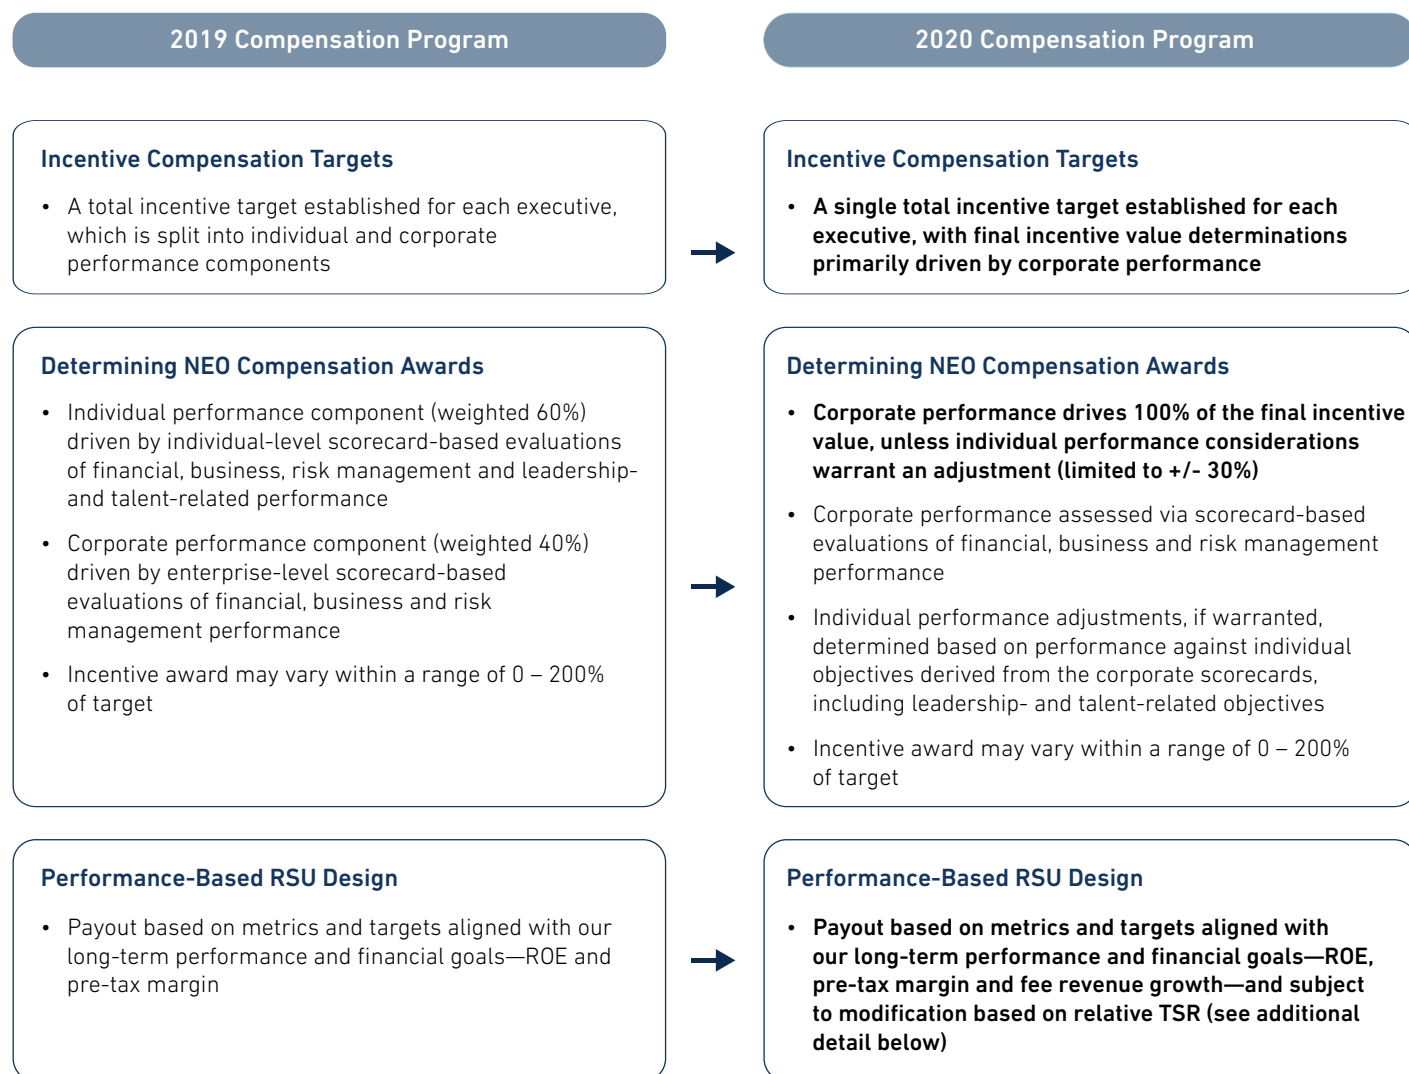 2019 Compensation Program
2020 Compensation Program
Incentive Compensation Targets
• A total incentive target established for each executive,
which is split into individual and corporate
performance components
Incentive Compensation Targets
• A single total incentive target established for each
executive, with final incentive value determinations
primarily driven by corporate performance
Determining NEO Compensation Awards
• Individual performance component (weighted 60%)
driven by individual-level scorecard-based evaluations
of financial, business, risk management and leadership-
and talent-related performance
• Corporate performance component (weighted 40%)
driven by enterprise-level scorecard-based
evaluations of financial, business and risk
management performance
• Incentive award may vary within a range of 0 – 200%
of target
Determining NEO Compensation Awards
• Corporate performance drives 100% of the final incentive
value, unless individual performance considerations
warrant an adjustment (limited to +/- 30%)
• Corporate performance assessed via scorecard-based
evaluations of financial, business and risk management
performance
• Individual performance adjustments, if warranted,
determined based on performance against individual
objectives derived from the corporate scorecards,
including leadership- and talent-related objectives
• Incentive award may vary within a range of 0 – 200%
of target
Performance-Based RSU Design
• Payout based on metrics and targets aligned with our
long-term performance and financial goals—ROE and
pre-tax margin
Performance-Based RSU Design
• Payout based on metrics and targets aligned with
our long-term performance and financial goals—ROE,
pre-tax margin and fee revenue growth—and subject
to modification based on relative TSR (see additional
detail below)